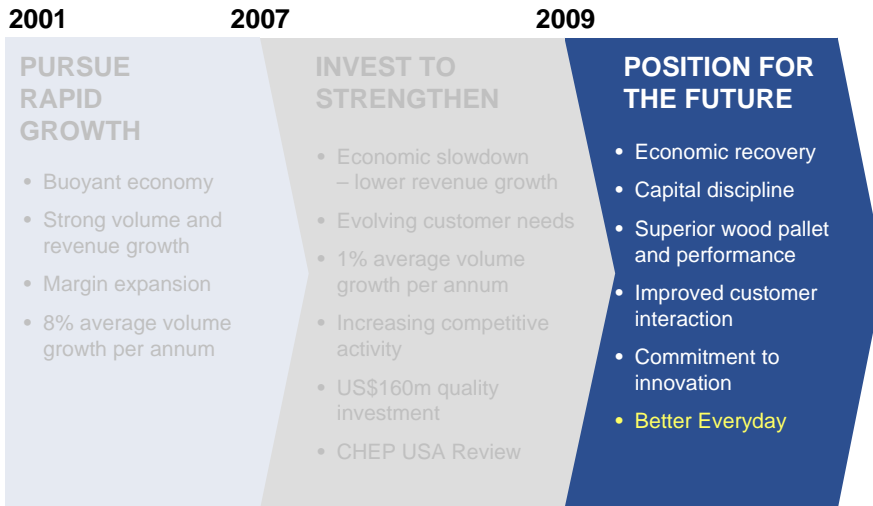 2001
2007
2009
PURSUE
RAPID
GROWTH
• Buoyant economy
• Strong volume and
revenue growth
• Margin expansion
• 8% average volume
growth per annum
INVEST TO
STRENGTHEN
• Economic slowdown
– lower revenue growth
• Evolving customer needs
• 1% average volume
growth per annum
• Increasing competitive
activity
• US$160m quality
investment
• CHEP USA Review
POSITION FOR
THE FUTURE
• Economic recovery
• Capital discipline
• Superior wood pallet
and performance
• Improved customer
interaction
• Commitment to
innovation
• Better Everyday